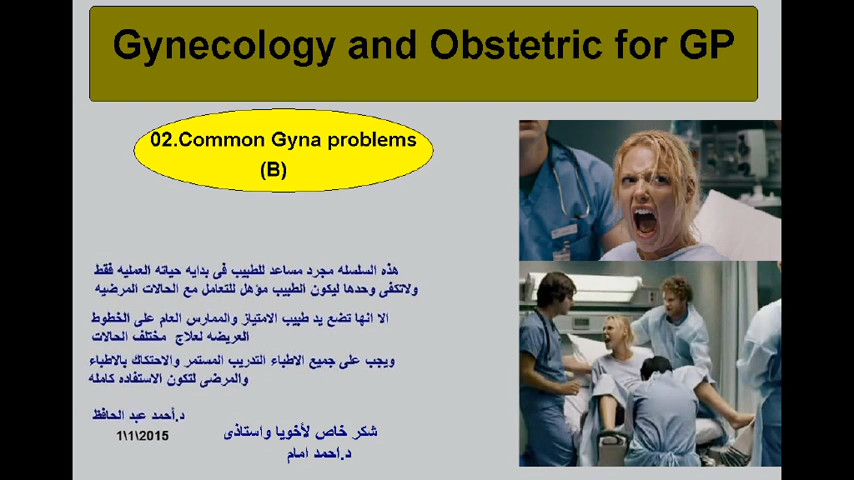 Gynecology and Obstetric for GP
02.Common Gyna problems
(B)
هذه السلسله مجرد مساعد للطبيب فى بدايه حياته العمليه فقط
ولاتكفى وحدها ليكون الطبيب مؤهل للتعامل مع الحالات المرضيه
الا انها تضع يد طبيب الامتياز والممارس العام على الخطوط
العريضه لعلاج مختلف الحالات
ويجب على جميع الاطباء التدريب المستمر والاحتكاك بالاطباء
والمرضى لتكون الاستفاده كامله
د.أحمد عبد الحافظ
1\1\2015
شكر خاص لأخويا واستاذى
د.احمد امام